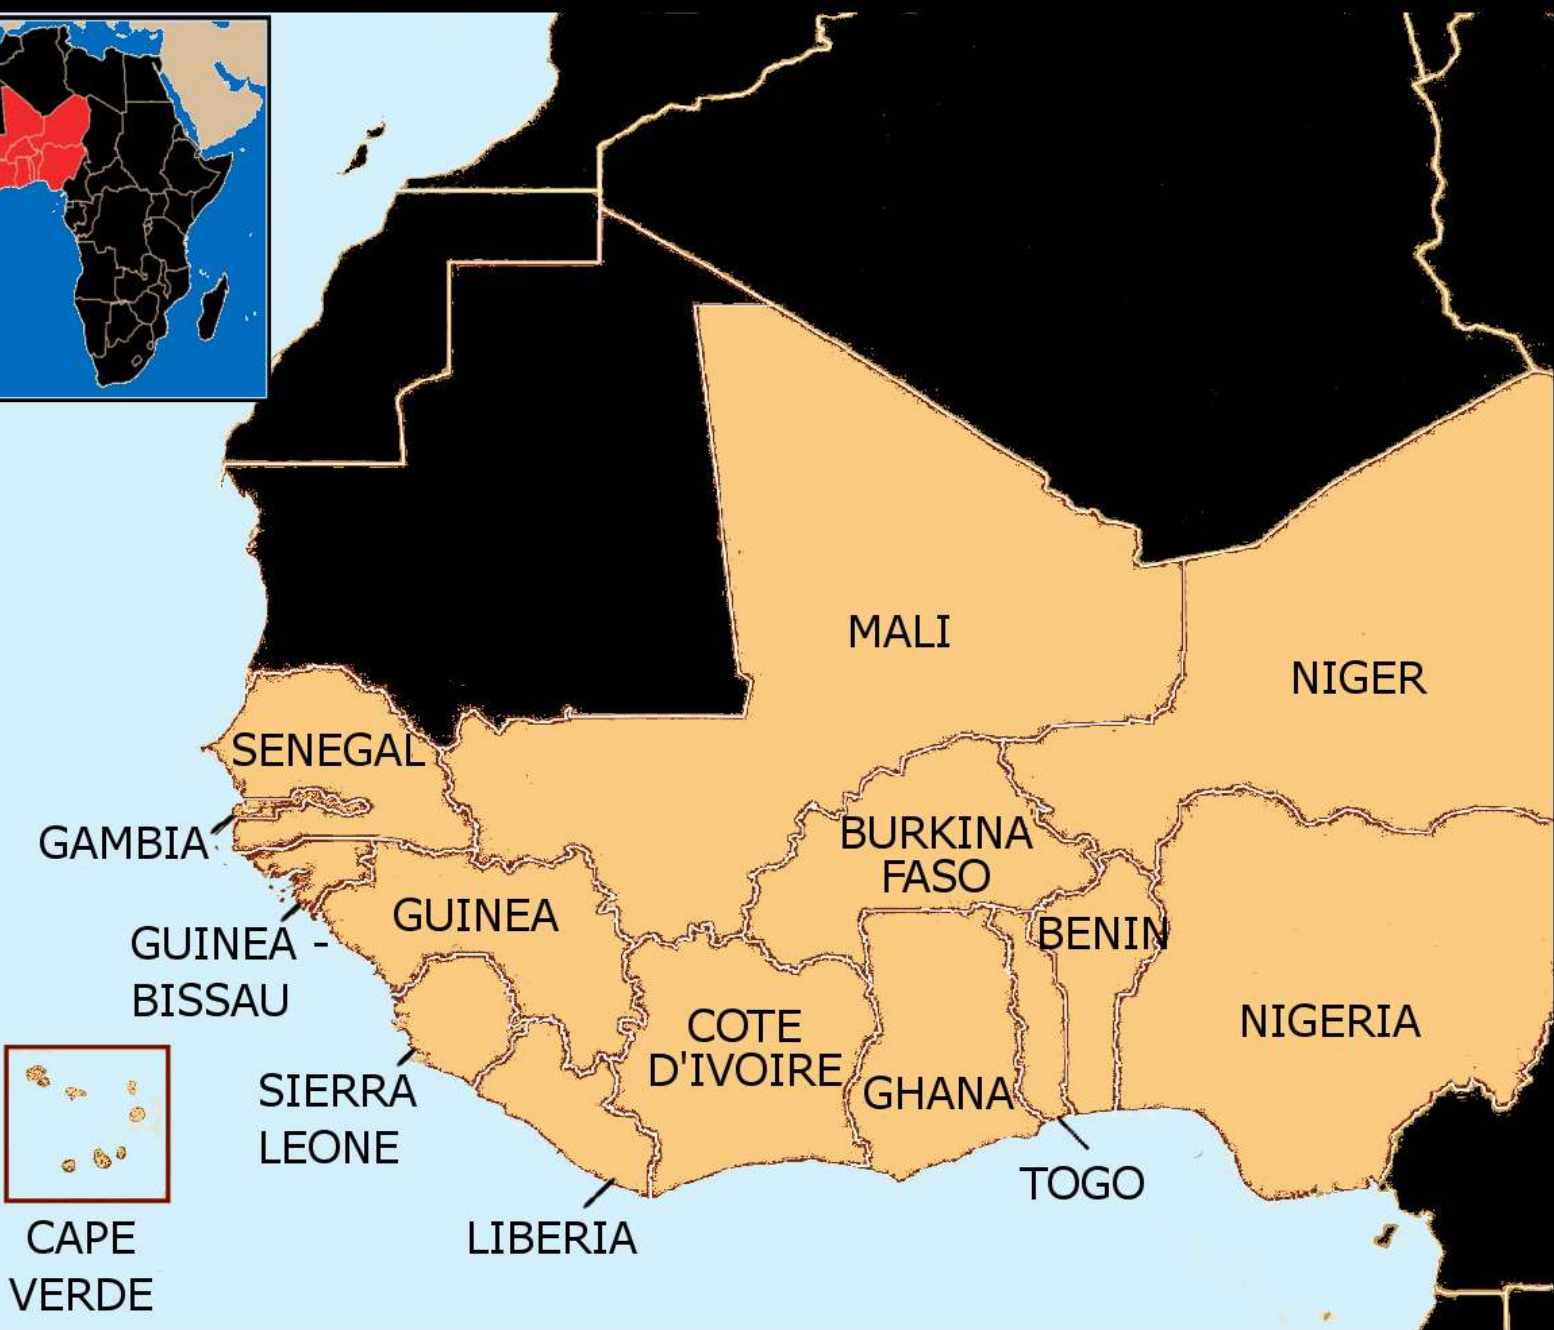 MALI
NIGER
SENEGAL
GAMBIA
BURKINA
FASO
GUINEA
BENIN
GUINEA -
BISSAU
COTE
D'IVOIRE
NIGERIA
GHANA
SIERRA
LEONE
TOGO
LIBERIA
CAPE
VERDE